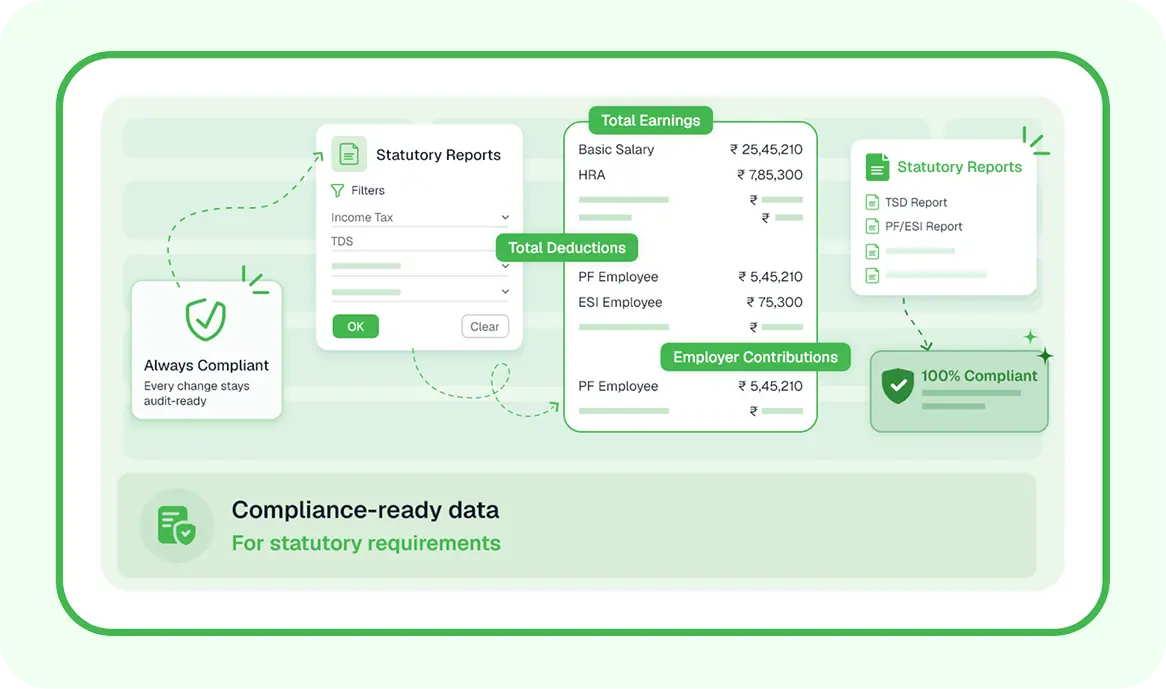 Always Compliant
Every change stays
audit-ready
Statutory Reports
Filters
Income Tax
TDS
OK
Clear
Total Earnings
Basic Salary ₹ 25,45,210
HRA ₹ 7,85,300
₹
₹
Total Deductions
PF Employee ₹ 5,45,210
ESI Employee ₹ 75,300
₹
Employer Contributions
PF Employee ₹ 5,45,210
₹
Statutory Reports
TSD Report
PF/ESI Report
100% Compliant
Compliance-ready data
For statutory requirements